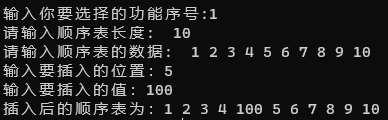 输入你要选择的功能序号:1
请输入顺序表长度: 10
请输入顺序表的数据: 1 2 3 4 5 6 7 8 9 10
输入要插入的位置: 5
输入要插入的值: 100
插入后的顺序表为: 1 2 3 4 100 5 6 7 8 9 10